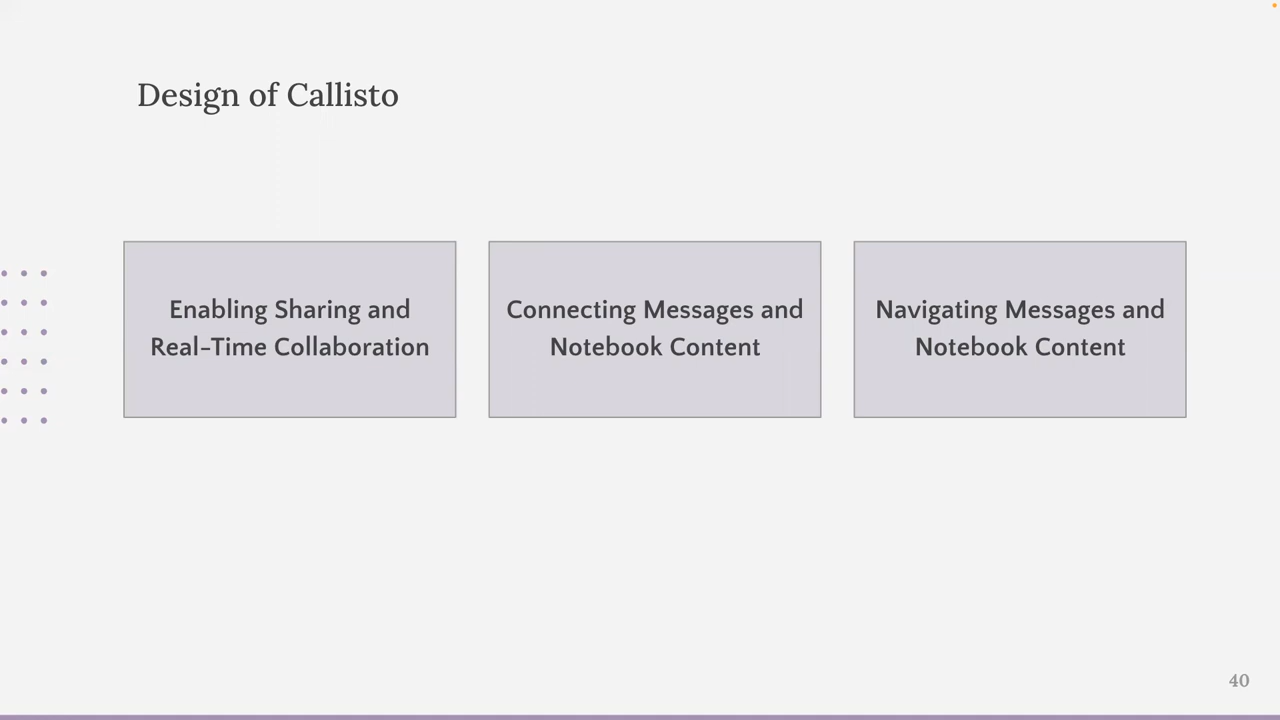 Design of Callisto
Enabling Sharing and
Real-Time Collaboration
Connecting Messages and
Notebook Content
Navigating Messages and
Notebook Content
40